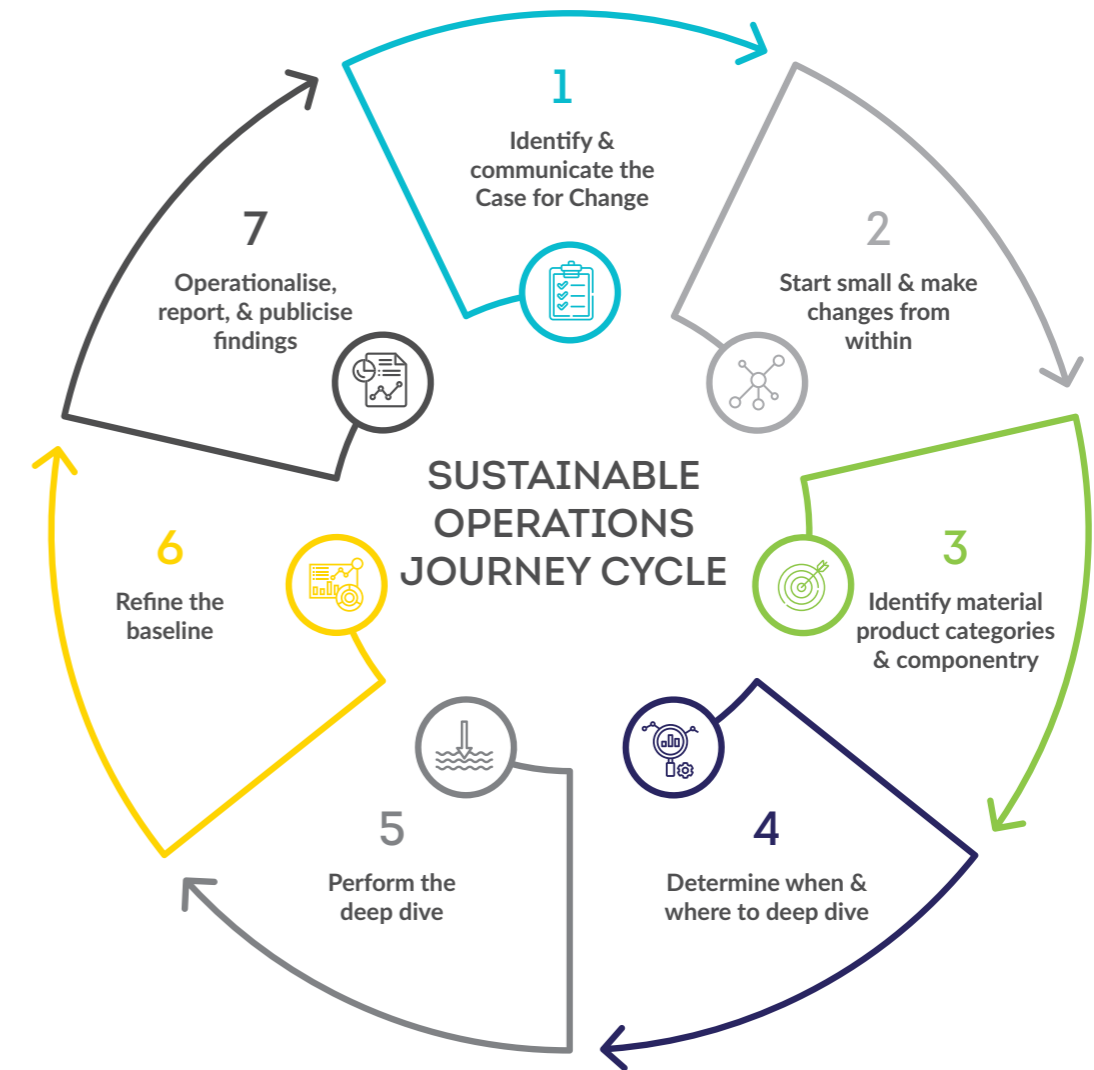 1
Identify &
communicate the
Case for Change
2
Start small & make
changes from
within
3
Identify material
product categories
& componentry
4
Determine when &
where to deep dive
5
Perform the
deep dive
6
Refine the
baseline
7
Operationalise,
report, & publicise
findings
SUSTAINABLE
OPERATIONS
JOURNEY CYCLE